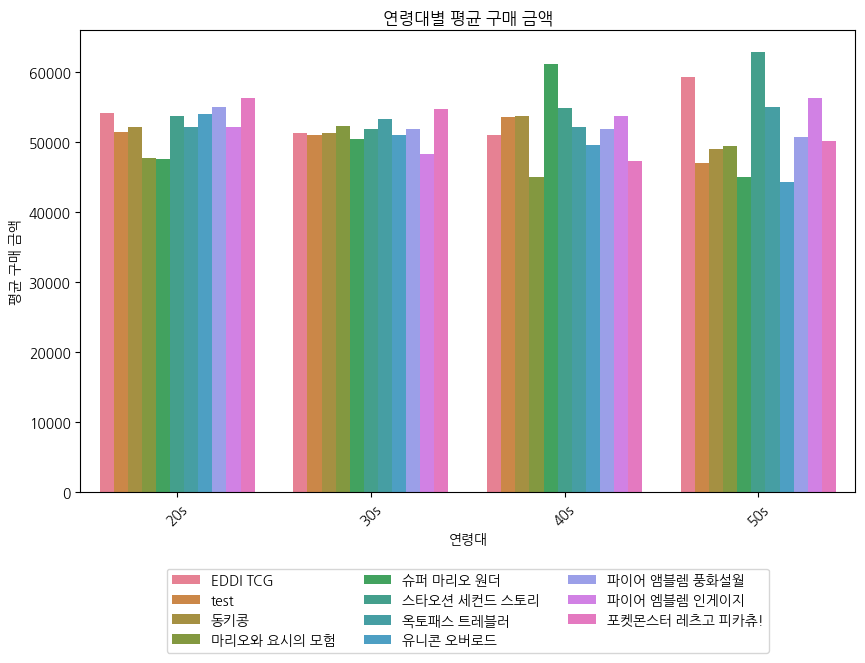 연령대별 평균 구매 금액
평균 구매 금액
60000
50000
40000
30000
20000
10000
0
20s
30s
40s
50s
연령대
EDDI TCG
test
동키콩
마리오와 요시의 모험
슈퍼 마리오 원더
스타오션 세컨드 스토리
옥토패스 트레블러
유니콘 오버로드
파이어 앰블렘 풍화설월
파이어 엠블렘 인게이지
포켓몬스터 레츠고 피카츄!